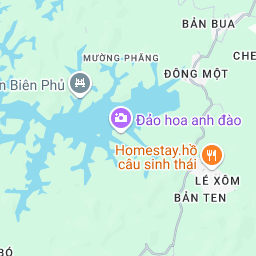 BẢN BUA
MƯỜNG PHĂNG
CHE
ĐÔNG MỘT
n Biên Phủ
Đảo hoa anh đào
Homestay.hồ
câu sinh thái
LÉ XÔM
BẢN TEN
BÓ